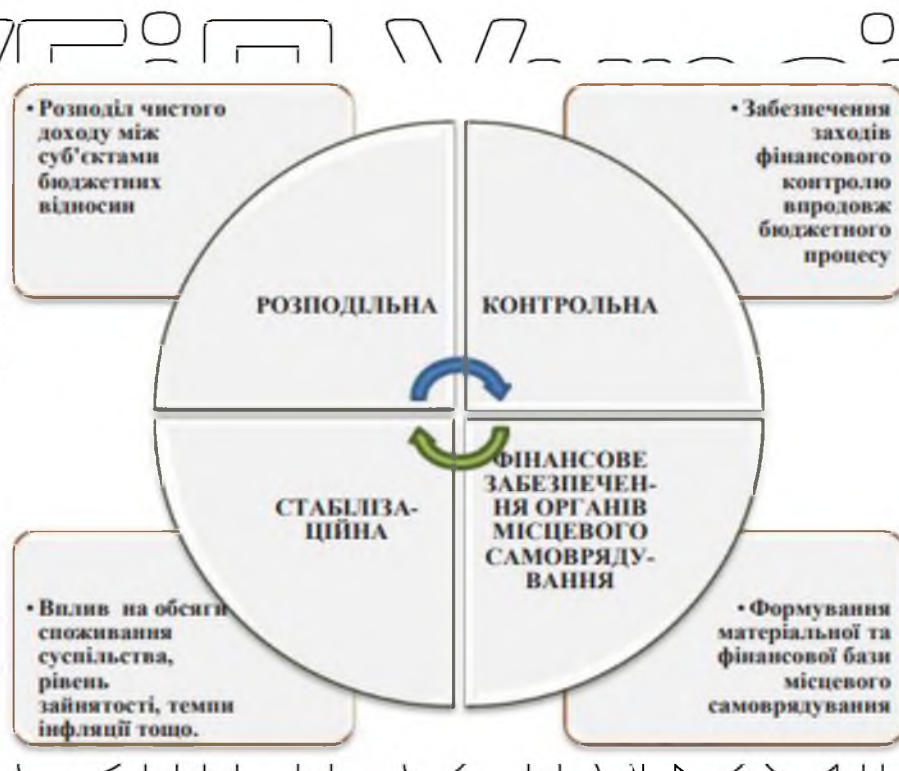 • Розподіл чистого
доходу між
суб’єктами
бюджетних
відносин
• Забезпечення
заходів
фінансового
контролю
впродовж
бюджетного
процесу
РОЗПОДІЛЬНА
КОНТРОЛЬНА
СТАБІЛІЗА-
ЦІЙНА
ФІНАНСОВЕ
ЗАБЕЗПЕЧЕН-
НЯ ОРГАНІВ
МІСЦЕВОГО
САМОВРЯДУ-
ВАННЯ
• Вплив на обсяги
споживання
суспільства,
рівень
зайнятості, темпи
інфляції тощо.
• Формування
матеріальної та
фінансової бази
місцевого
самоврядування